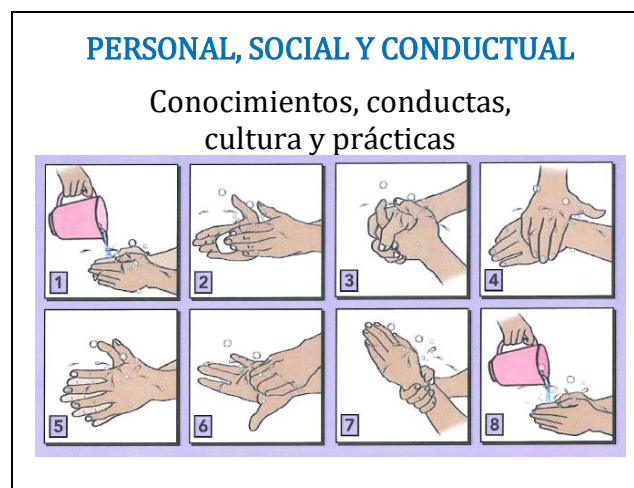 PERSONAL, SOCIAL Y CONDUCTUAL
Conocimientos, conductas,
cultura y prácticas
1
2
3
4
5
6
7
8